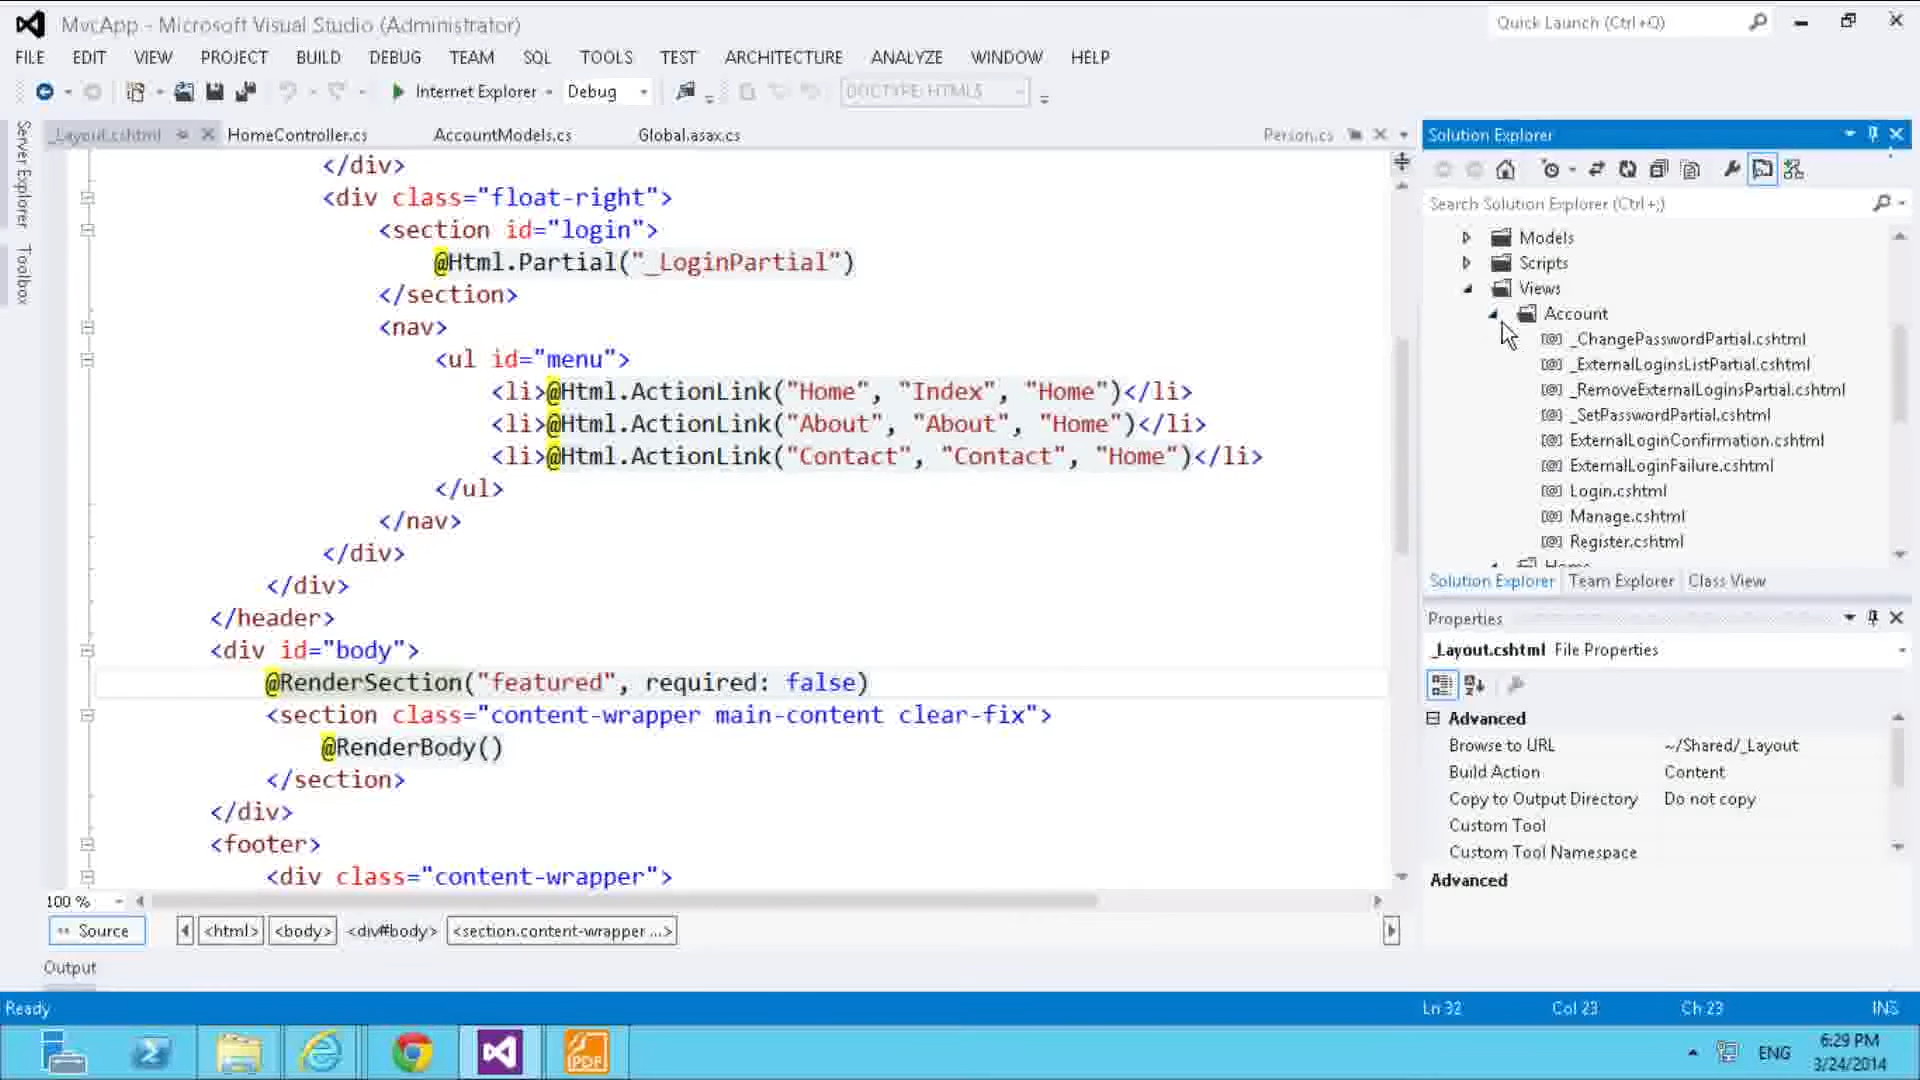 MvcApp - Microsoft Visual Studio (Administrator)
Quick Launch (Ctrl+Q)
FILE EDIT VIEW PROJECT BUILD DEBUG TEAM SQL TOOLS TEST ARCHITECTURE ANALYZE WINDOW HELP
Internet Explorer Debug DOCTYPE: HTML5
Server Explorer
Toolbox
_Layout.cshtml HomeController.cs AccountModels.cs Global.asax.cs Person.cs
</div>
<div class="float-right">
<section id="login">
@Html.Partial("_LoginPartial")
</section>
<nav>
<ul id="menu">
<li>@Html.ActionLink("Home", "Index", "Home")</li>
<li>@Html.ActionLink("About", "About", "Home")</li>
<li>@Html.ActionLink("Contact", "Contact", "Home")</li>
</ul>
</nav>
</div>
</div>
</header>
<div id="body">
@RenderSection("featured", required: false)
<section class="content-wrapper main-content clear-fix">
@RenderBody()
</section>
</div>
<footer>
<div class="content-wrapper">
100 %
Source <html> <body> <div#body> <section.content-wrapper ...>
Output
Solution Explorer
Search Solution Explorer (Ctrl+;)
Models
Scripts
Views
Account
_ChangePasswordPartial.cshtml
_ExternalLoginsListPartial.cshtml
_RemoveExternalLoginsPartial.cshtml
_SetPasswordPartial.cshtml
ExternalLoginConfirmation.cshtml
ExternalLoginFailure.cshtml
Login.cshtml
Manage.cshtml
Register.cshtml
Home
Solution Explorer Team Explorer Class View
Properties
_Layout.cshtml File Properties
Advanced
Browse to URL ~/Shared/_Layout
Build Action Content
Copy to Output Directory Do not copy
Custom Tool
Custom Tool Namespace
Advanced
Ready Ln 32 Col 23 Ch 23 INS
PDF
ENG
6:29 PM
3/24/2014